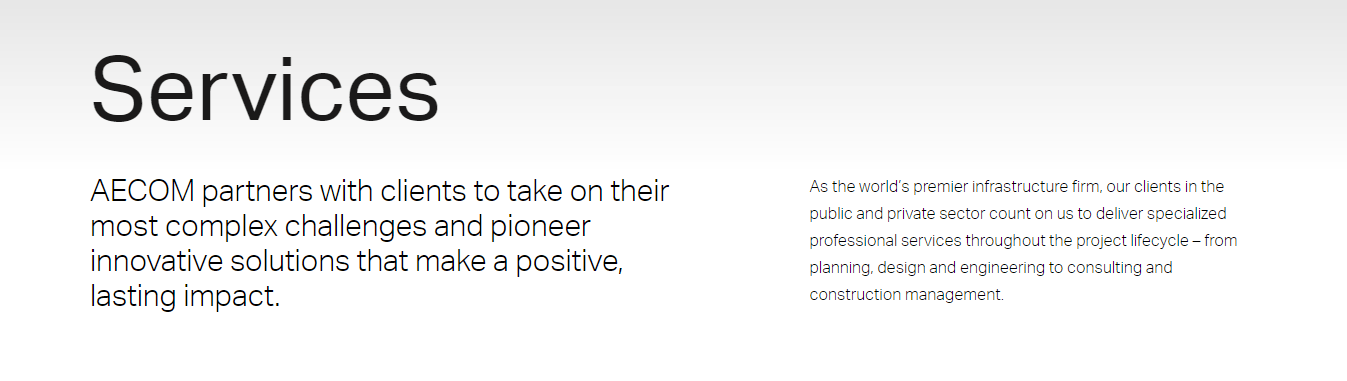 Services
AECOM partners with clients to take on their
most complex challenges and pioneer
innovative solutions that make a positive,
lasting impact.
As the world’s premier infrastructure firm, our clients in the
public and private sector count on us to deliver specialized
professional services throughout the project lifecycle – from
planning, design and engineering to consulting and
construction management.